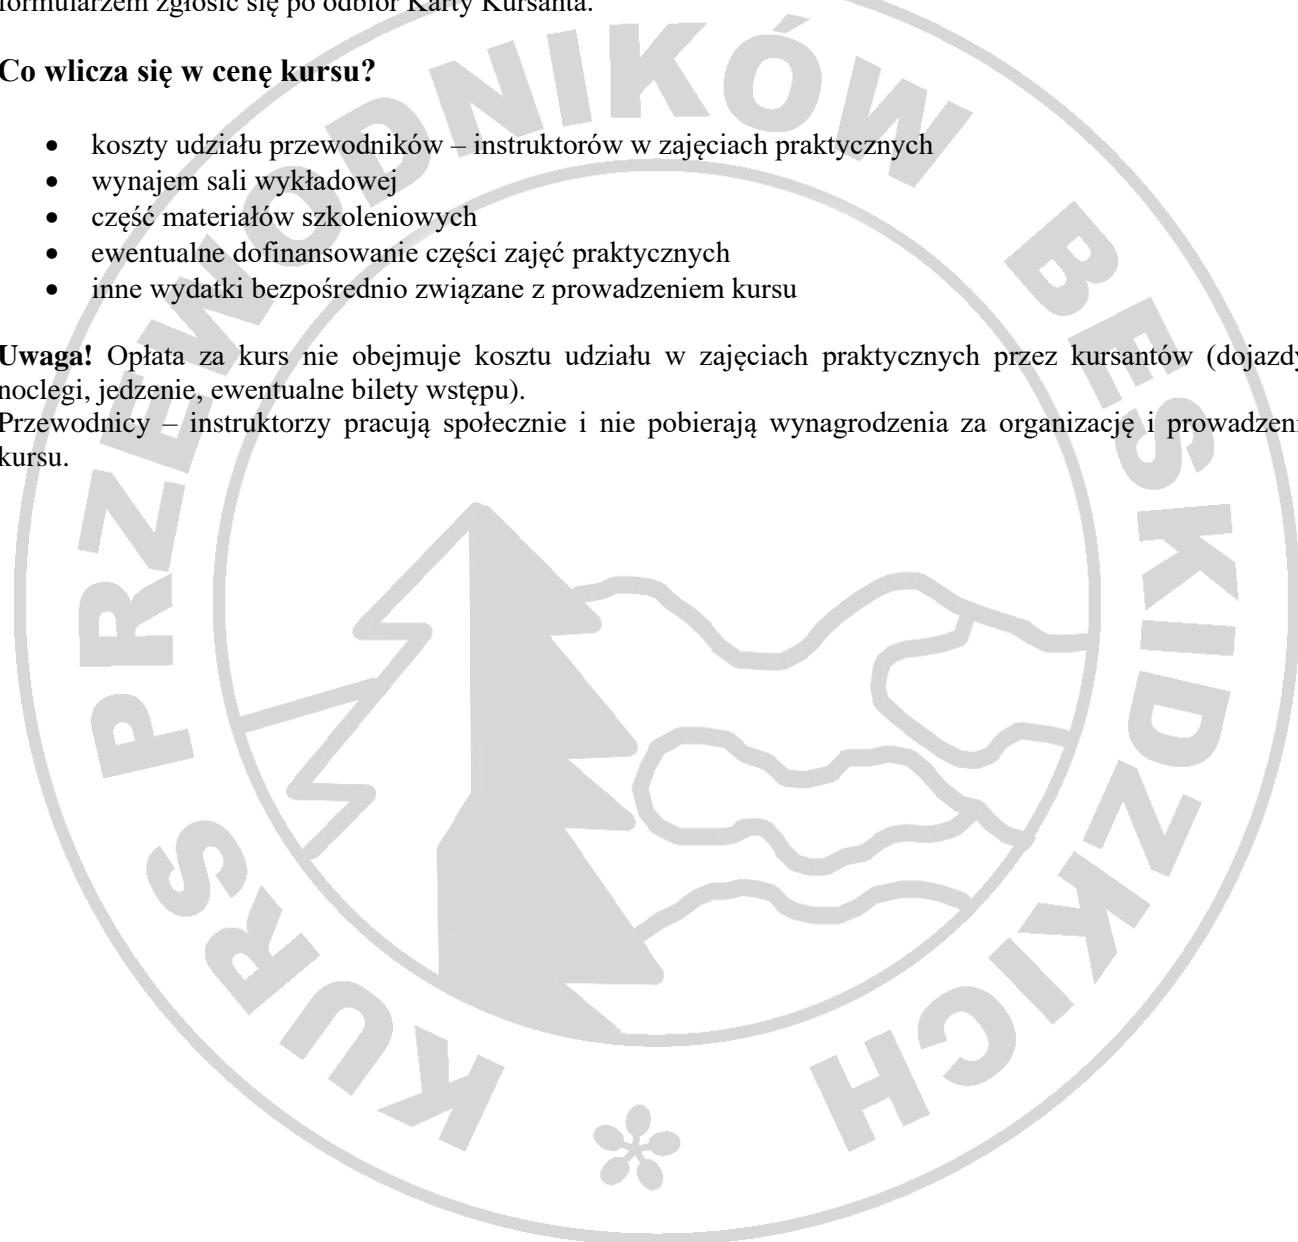 formularzem zgłosić się po odbiór Karty Kursanta.
Co wlicza się w cenę kursu?
• koszty udziału przewodników – instruktorów w zajęciach praktycznych
• wynajem sali wykładowej
• część materiałów szkoleniowych
• ewentualne dofinansowanie części zajęć praktycznych
• inne wydatki bezpośrednio związane z prowadzeniem kursu
Uwaga! Opłata za kurs nie obejmuje kosztu udziału w zajęciach praktycznych przez kursantów (dojazdy
noclegi, jedzenie, ewentualne bilety wstępu).
Przewodnicy – instruktorzy pracują społecznie i nie pobierają wynagrodzenia za organizację i prowadzeni
kursu.
KURS PRZEWODNIKÓW BESKIDZKICH